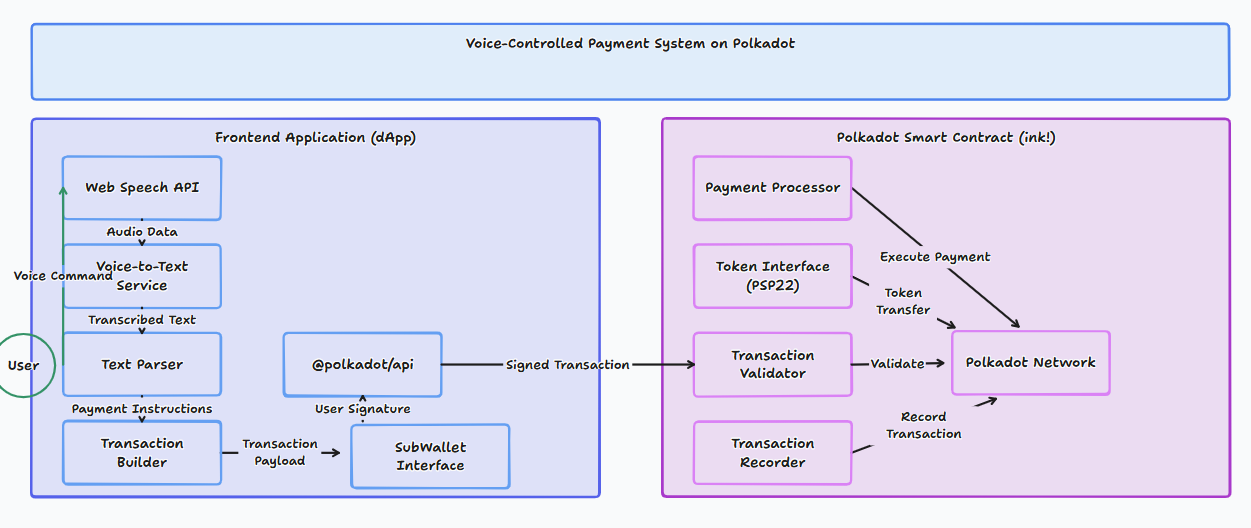 Voice-Controlled Payment System on Polkadot
Frontend Application (dApp)
Web Speech API
Audio Data
Voice Command
Voice-to-Text
Service
Transcribed Text
User
Text Parser
@polkadot/api
Signed Transaction
Payment Instructions
User Signature
Transaction
Builder
Transaction
Payload
SubWallet
Interface
Polkadot Smart Contract (ink!)
Payment Processor
Execute Payment
Token Interface
(PSP22)
Token
Transfer
Transaction
Validator
Validate
Polkadot Network
Record
Transaction
Transaction
Recorder